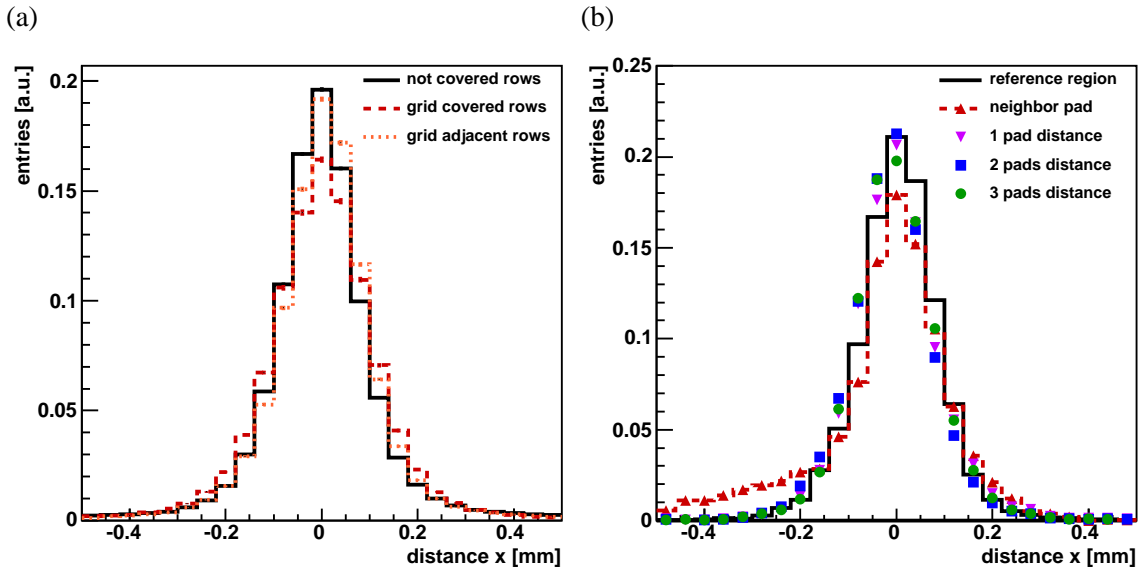 (a)
(b)
entries [a.u.]
0.2
0.15
0.1
0.05
0
not covered rows
grid covered rows
grid adjacent rows
-0.4
-0.2
0
0.2
0.4
distance x [mm]
entries [a.u.]
0.25
0.2
0.15
0.1
0.05
0
reference region
neighbor pad
1 pad distance
2 pads distance
3 pads distance
-0.4
-0.2
0
0.2
0.4
distance x [mm]